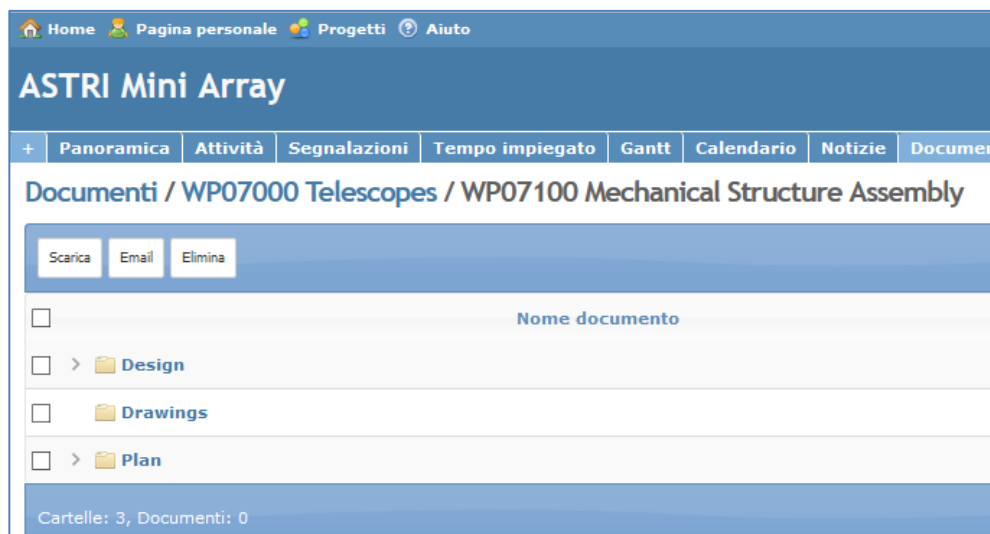 Home Pagina personale Progetti Aiuto
ASTRI Mini Array
+ Panoramica Attività Segnalazioni Tempo impiegato Gantt Calendario Notizie Documen
Documenti / WP07000 Telescopes / WP07100 Mechanical Structure Assembly
Scarica Email Elimina
Nome documento
Design
Drawings
Plan
Cartelle: 3, Documenti: 0